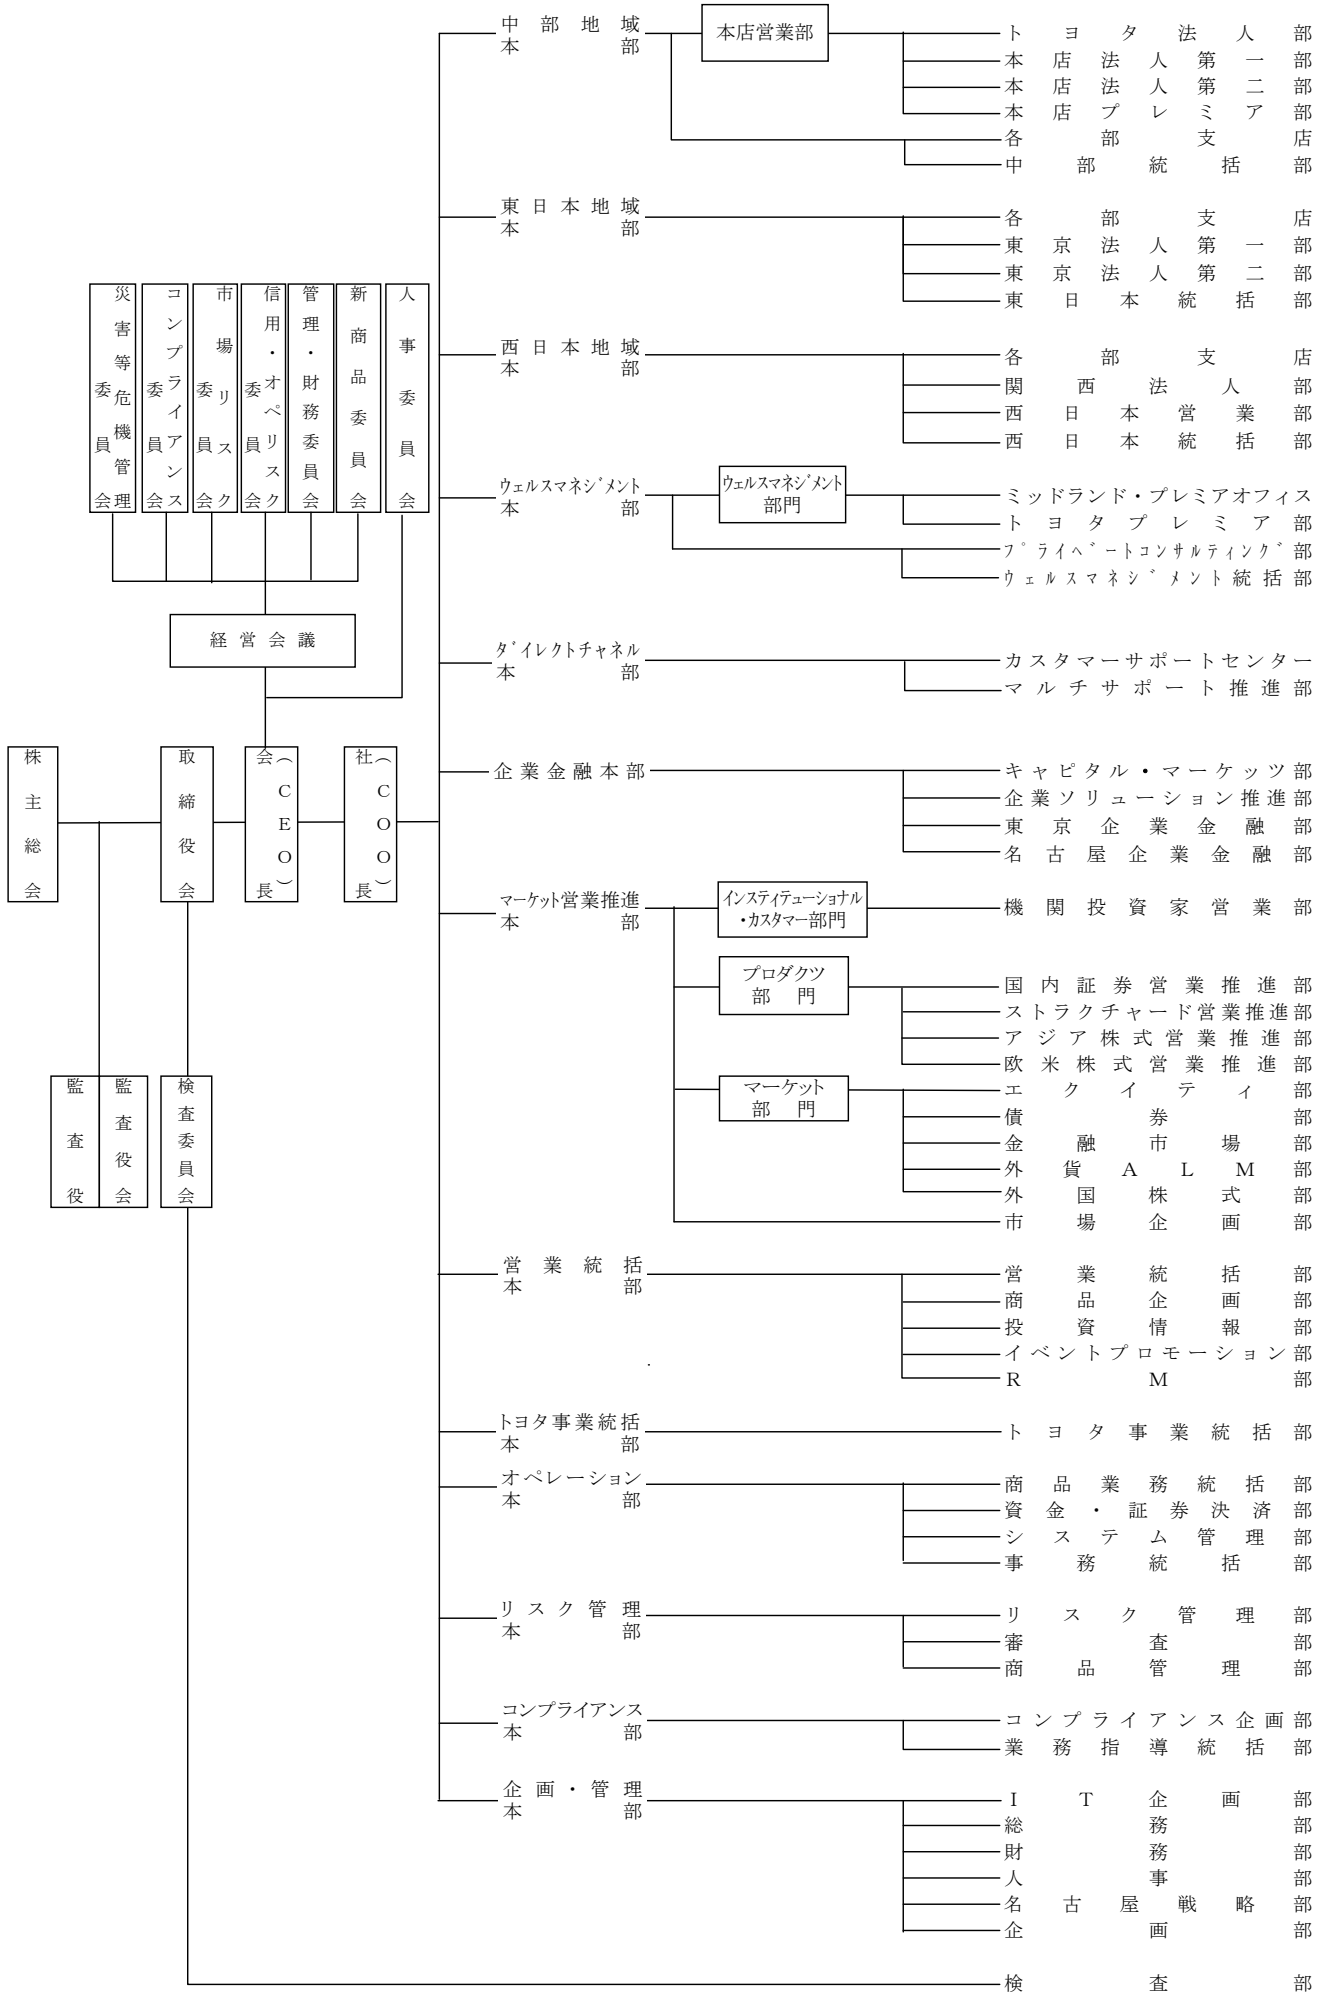 中部地域
本部
本店営業部
トヨタ法人部
本店法人第一部
本店法人第二部
本店プレミア部
各部支店
中部統括部
東日本地域
本部
各部支店
東京法人第一部
東京法人第二部
東日本統括部
災害等危機管理
委員会
コンプライアンス
委員会
市場リスク
委員会
信用・オペリスク
委員会
管理・財務委員会
新商品委員会
人事委員会
西日本地域
本部
各部支店
関西法人部
西日本営業部
西日本統括部
ウェルスマネジメント
本部
ウェルスマネジメント
部門
ミッドランド・プレミアオフィス
トヨタプレミア部
プライベートコンサルティング部
ウェルスマネジメント統括部
経営会議
ダイレクトチャネル
本部
カスタマーサポートセンター
マルチサポート推進部
株主総会
取締役会
会長
(CEO)
社長
(COO)
企業金融本部
キャピタル・マーケッツ部
企業ソリューション推進部
東京企業金融部
名古屋企業金融部
マーケット営業推進
本部
インスティテューショナル
・カスタマー部門
機関投資家営業部
プロダクツ
部門
国内証券営業推進部
ストラクチャード営業推進部
アジア株式営業推進部
欧米株式営業推進部
監査役
監査役会
検査委員会
マーケット
部門
エクイティ部
債券部
金融市場部
外貨ALM部
外国株式部
市場企画部
営業統括
本部
営業統括部
商品企画部
投資情報部
イベントプロモーション部
RM部
トヨタ事業統括
本部
トヨタ事業統括部
オペレーション
本部
商品業務統括部
資金・証券決済部
システム管理部
事務統括部
リスク管理
本部
リスク管理部
審査部
商品管理部
コンプライアンス
本部
コンプライアンス企画部
業務指導統括部
企画・管理
本部
IT企画部
総務部
財務部
人事部
名古屋戦略部
企画部
検査部